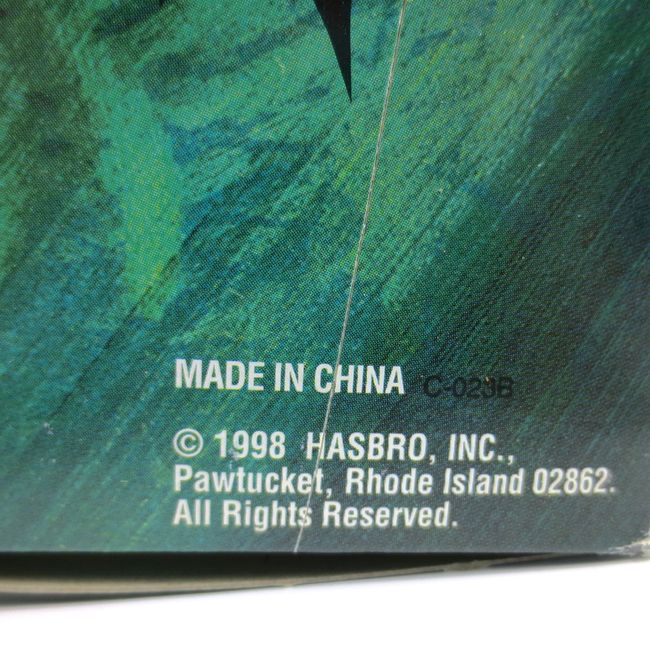 MADE IN CHINA C-023B
© 1998 HASBRO, INC.,
Pawtucket, Rhode Island 02862.
All Rights Reserved.